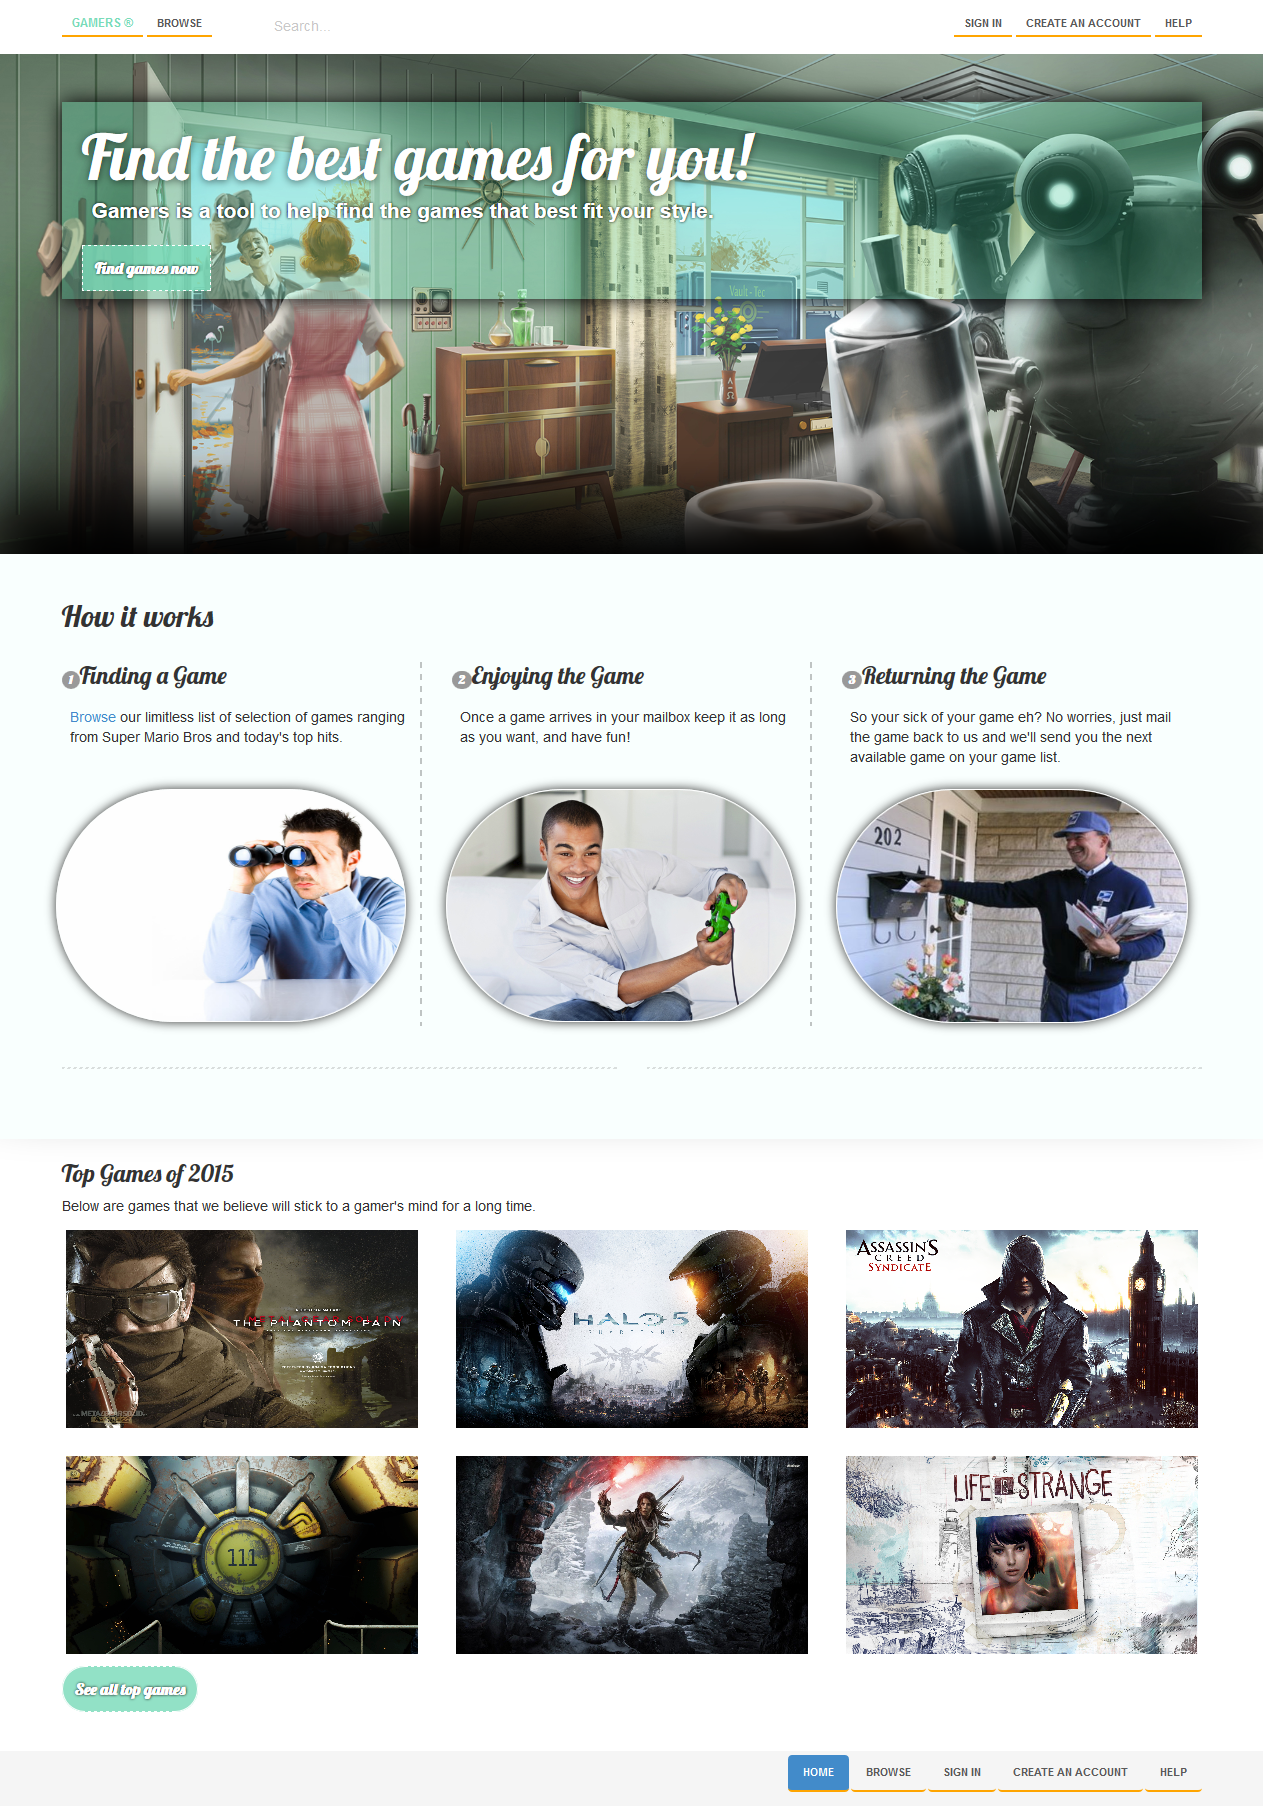 GAMERS ® BROWSE Search... SIGN IN CREATE AN ACCOUNT HELP
Find the best games for you!
Gamers is a tool to help find the games that best fit your style.
Find games now
Vault-Tec
How it works
1 Finding a Game
Browse our limitless list of selection of games ranging
from Super Mario Bros and today's top hits.
2 Enjoying the Game
Once a game arrives in your mailbox keep it as long
as you want, and have fun!
3 Returning the Game
So your sick of your game eh? No worries, just mail
the game back to us and we'll send you the next
available game on your game list.
202
Top Games of 2015
Below are games that we believe will stick to a gamer's mind for a long time.
THE PHANTOM PAIN
HALO 5
ASSASSIN'S
CREED
SYNDICATE
111
LIFE IS STRANGE
See all top games
HOME BROWSE SIGN IN CREATE AN ACCOUNT HELP